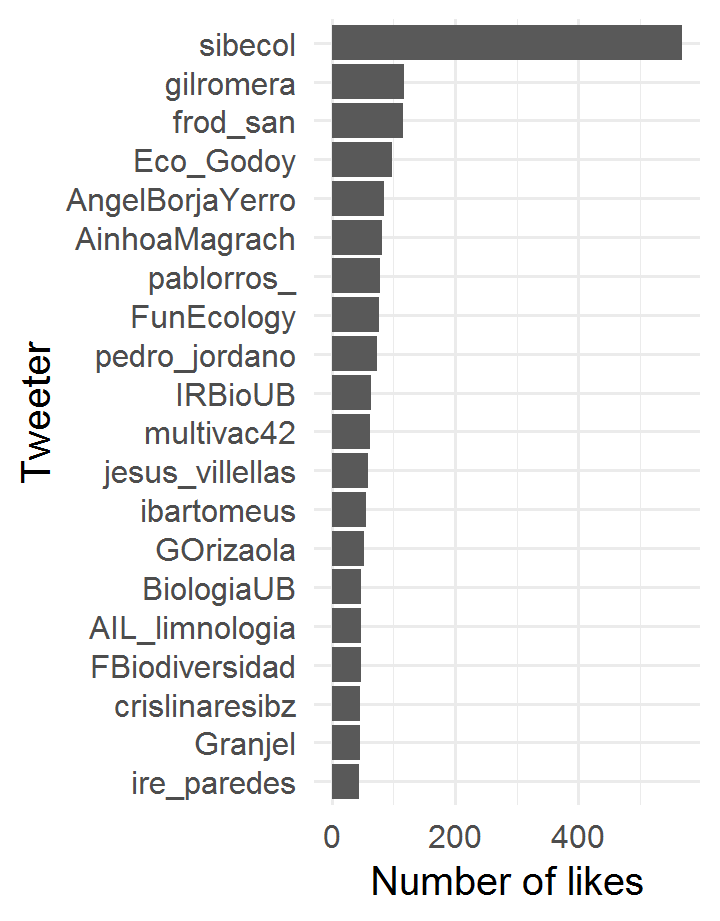 sibecol
gilromera
frod_san
Eco_Godoy
AngelBorjaYerro
AinhoaMagrach
pablorros_
FunEcology
pedro_jordano
IRBioUB
multivac42
jesus_villellas
ibartomeus
GOrizaola
BiologiaUB
AIL_limnologia
FBiodiversidad
crislinaresibz
Granjel
ire_paredes
Tweeter
0 200 400
Number of likes